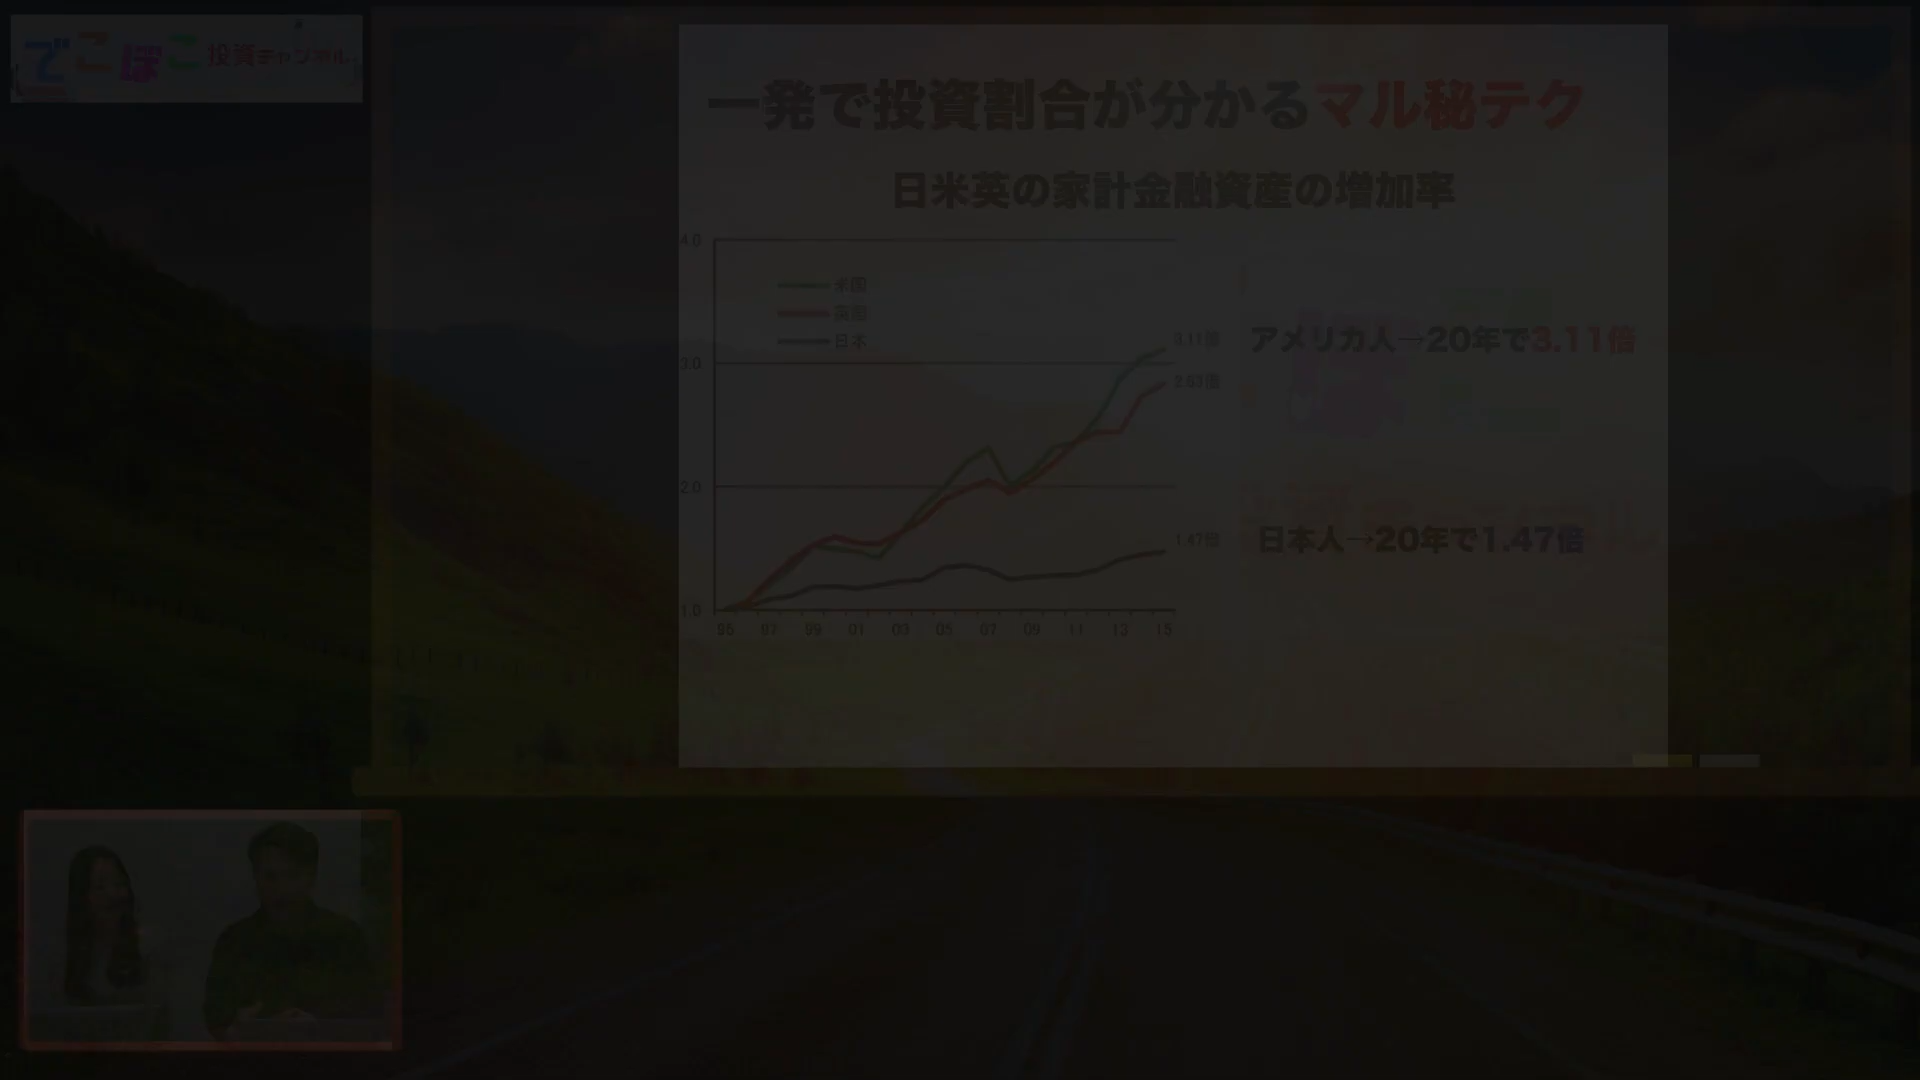 でこぼこ投資チャンネル
一発で投資割合が分かるマル秘テク
日米英の家計金融資産の増加率
4.0
米国
英国
日本
3.11倍
アメリカ人→20年で3.11倍
3.0
2.83倍
2.0
1.47倍
日本人→20年で1.47倍
1.0
95 97 99 01 03 05 07 09 11 13 15